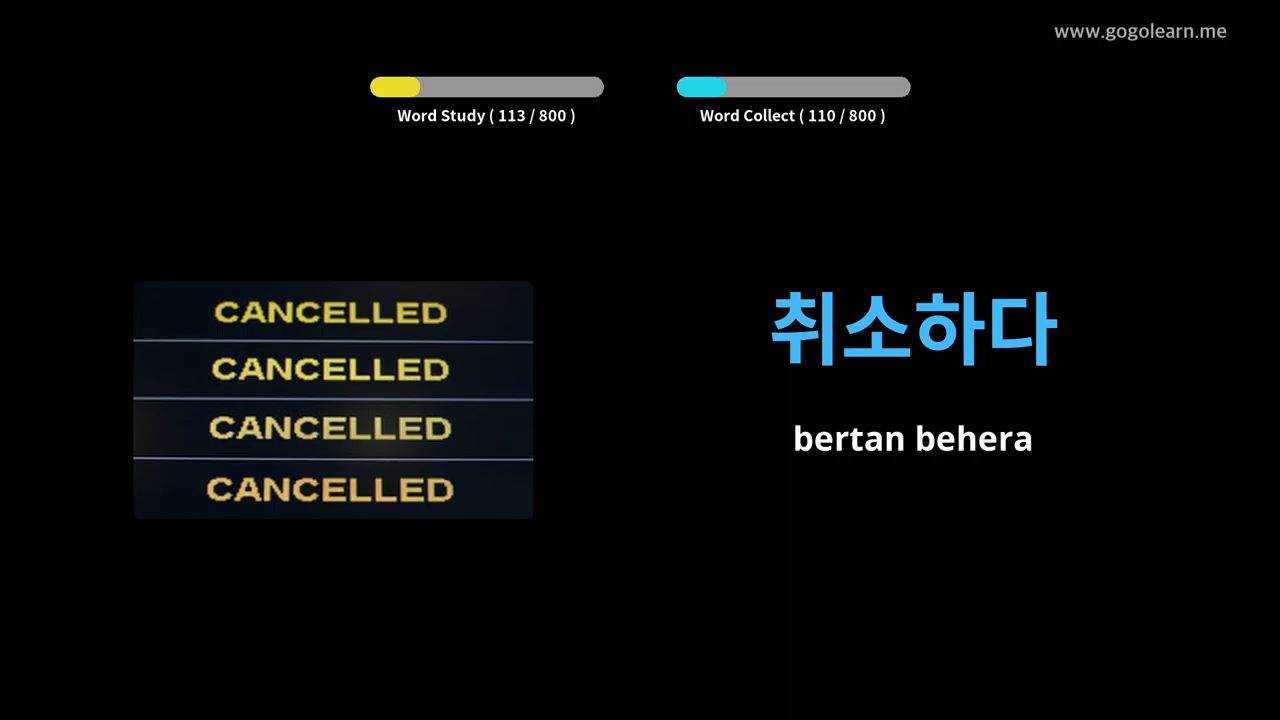 www.gogolearn.me
Word Study ( 113 / 800 )
Word Collect ( 110 / 800 )
CANCELLED
CANCELLED
CANCELLED
CANCELLED
취소하다
bertan behera